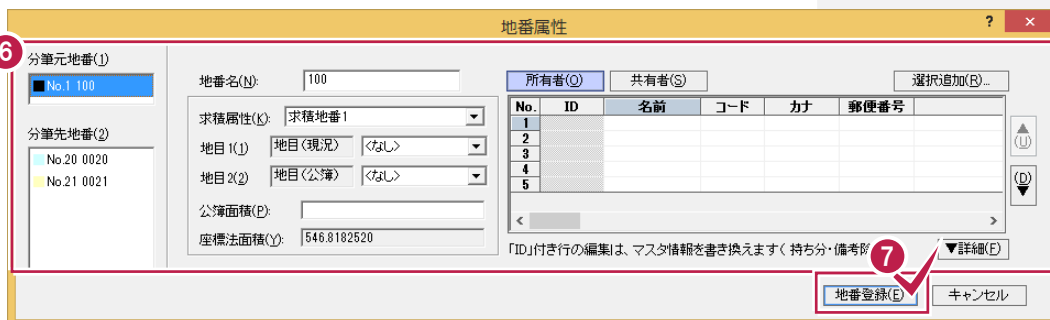 地番属性 ? ×
6
分筆元地番(1)
No.1 100
分筆先地番(2)
No.20 0020
No.21 0021
地番名(N): 100
求積属性(K): 求積地番1
地目1(1) 地目(現況) <なし>
地目2(2) 地目(公簿) <なし>
公簿面積(P):
座標法面積(Y): 546.8182520
所有者(O) 共有者(S) 選択追加(R)...
No. ID 名前 コード カナ 郵便番号
1
2
3
4
5
▲(U)
(D)▼
「ID」付き行の編集は、マスタ情報を書き換えます(持ち分・備考
7
▼詳細(F)
地番登録(E) キャンセル